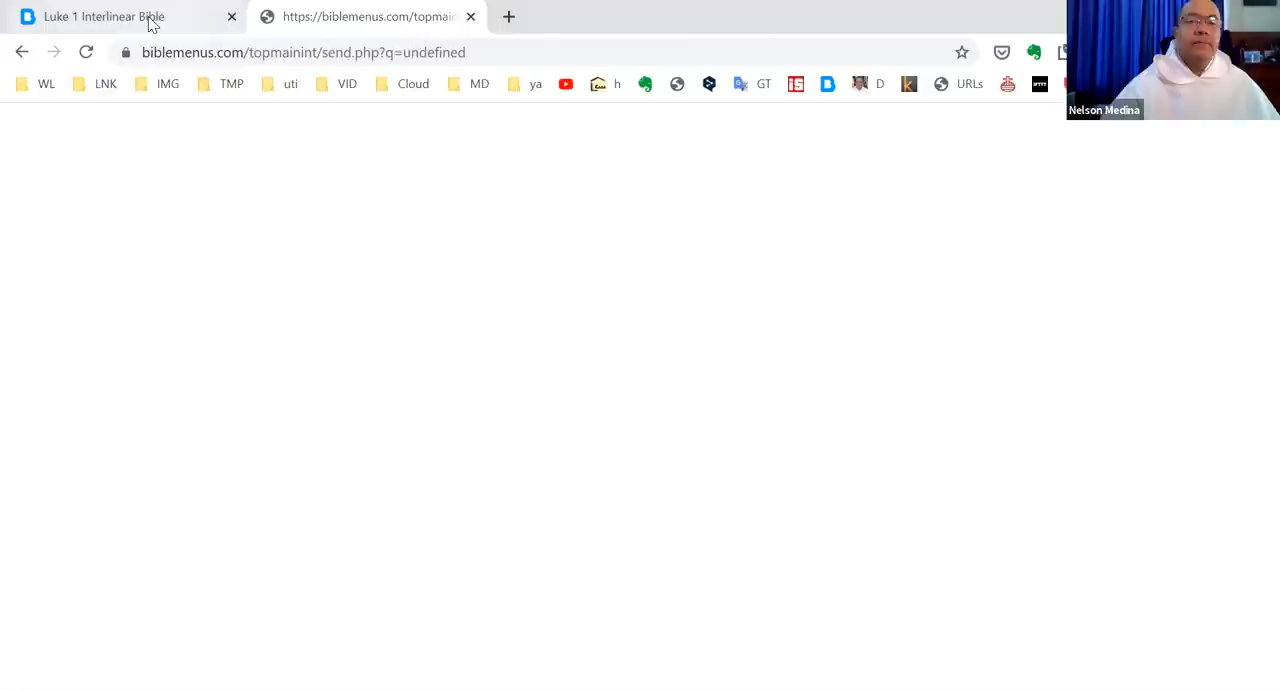 Luke 1 Interlinear Bible
https://biblemenus.com/topmain
biblemenus.com/topmainint/send.php?q=undefined
WL LNK IMG TMP uti VID Cloud MD ya h GT D URLs
Nelson Medina